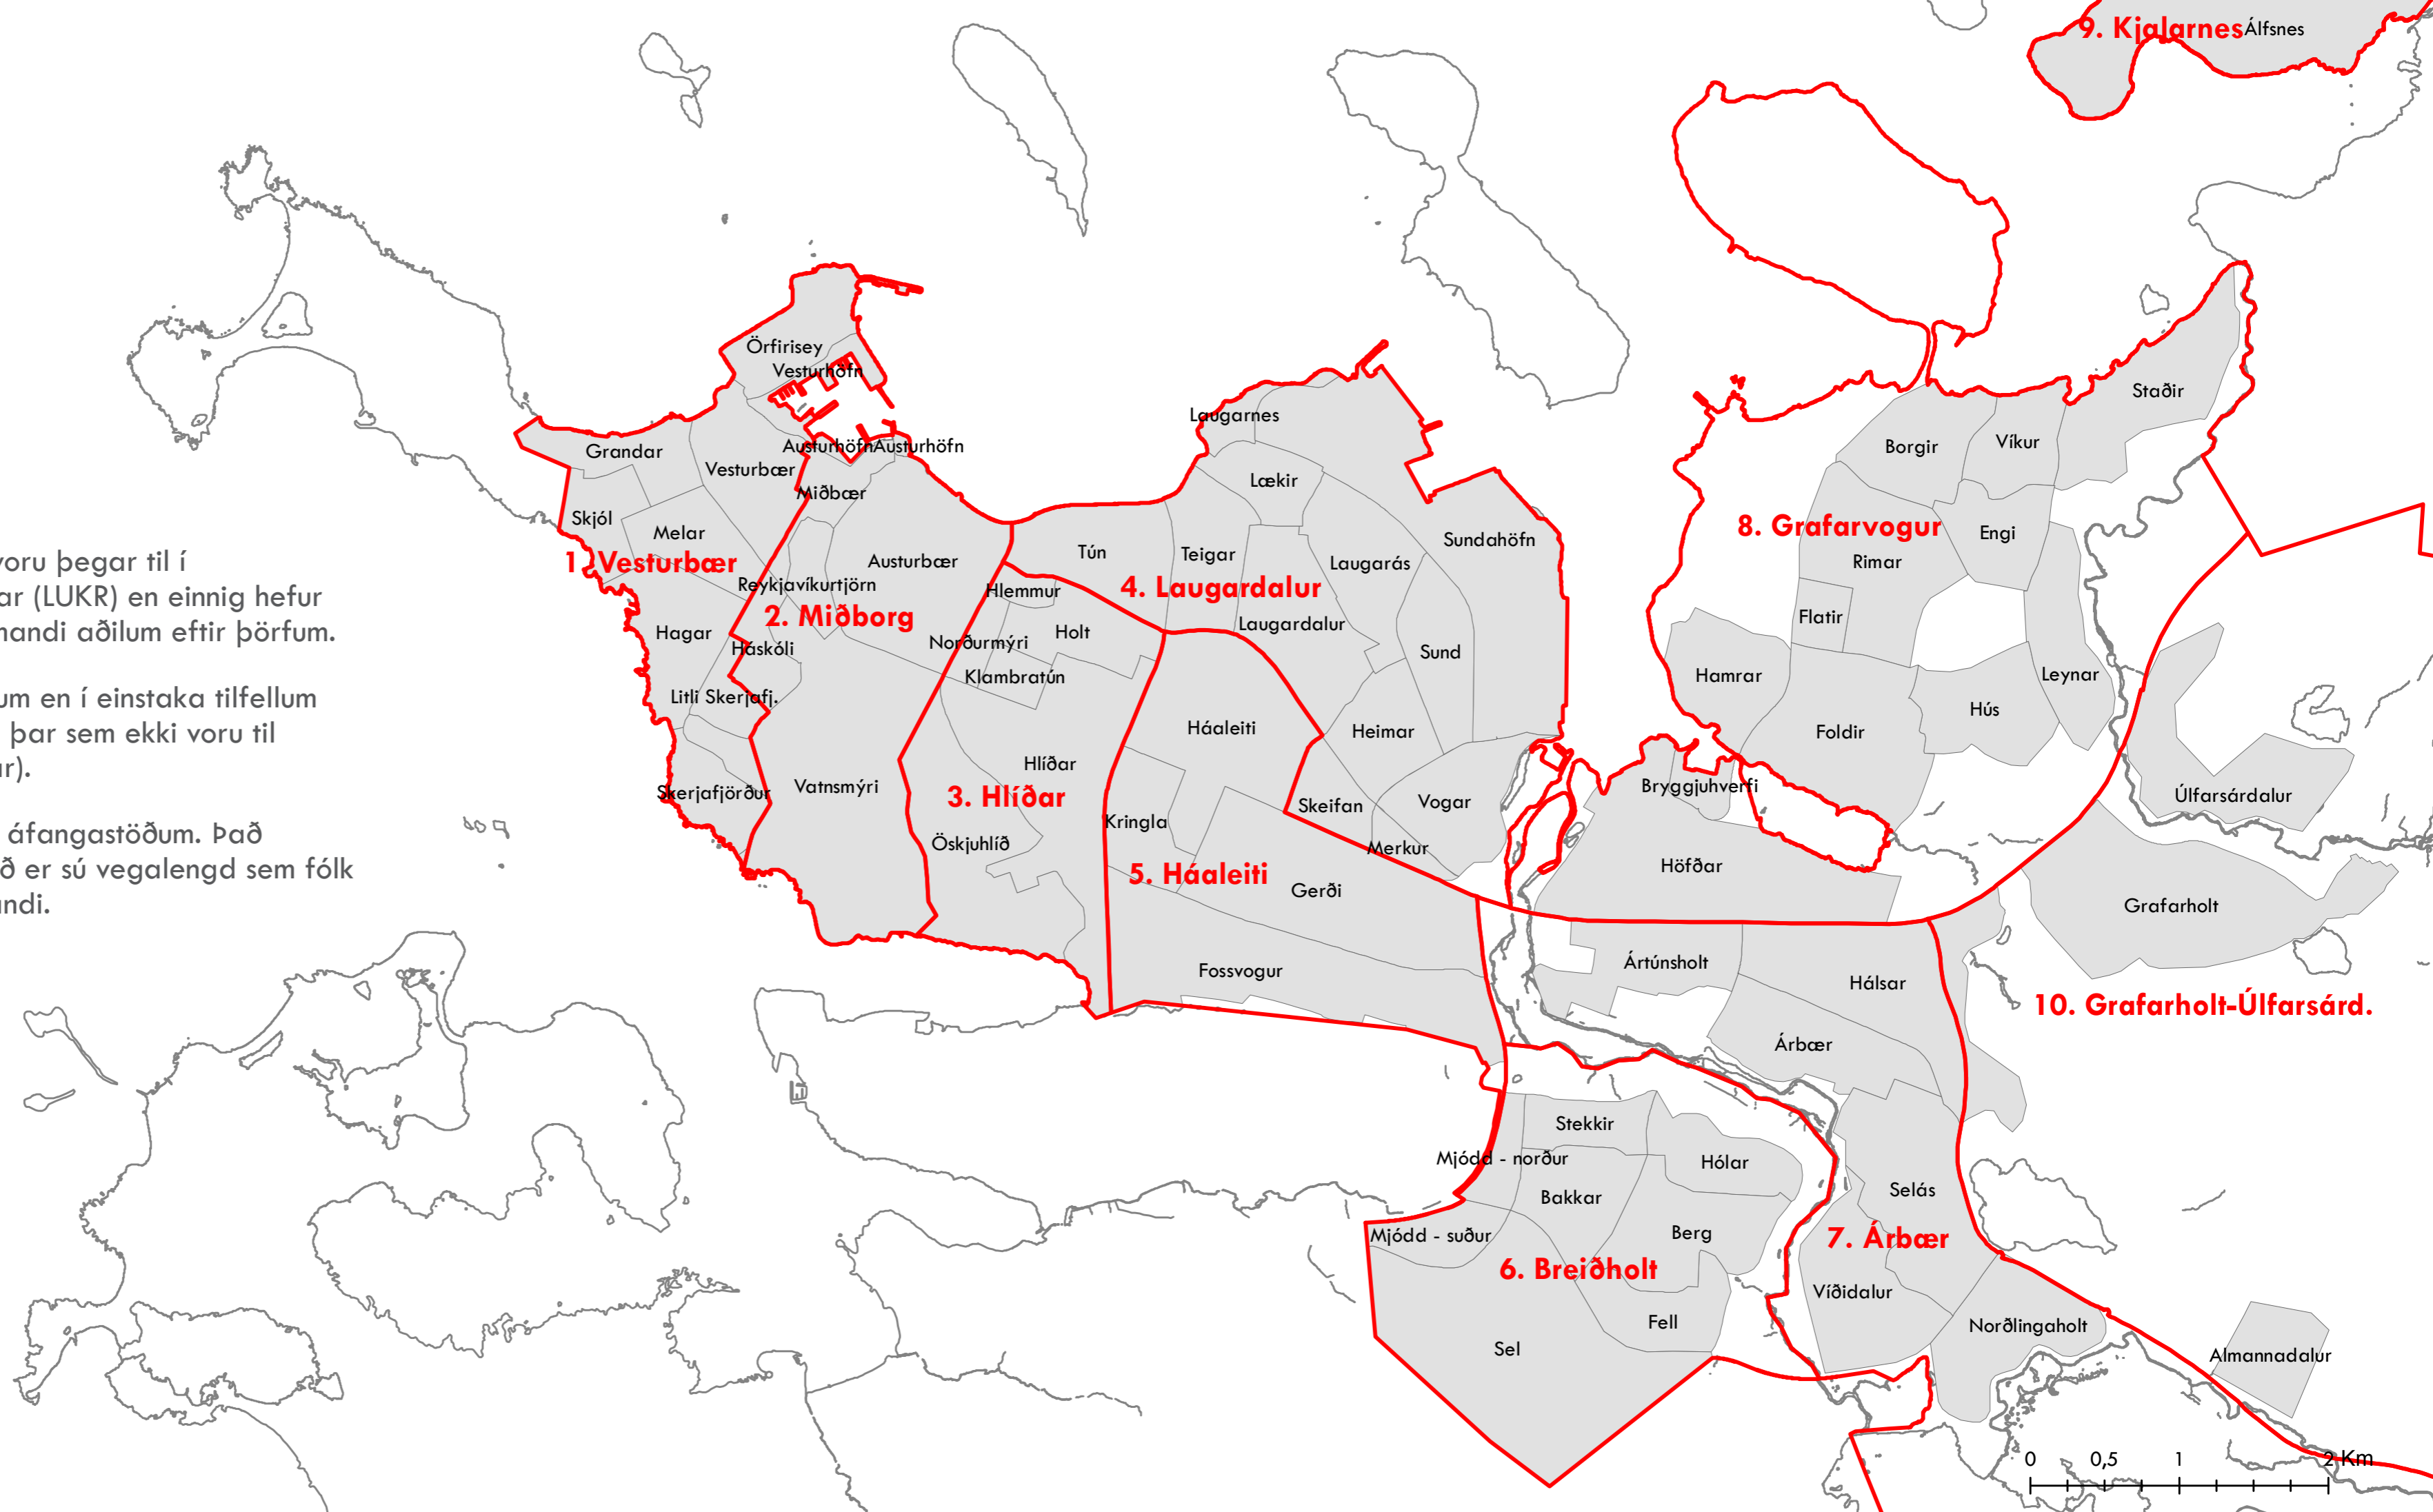 9. Kjalarnes
Álfsnes
voru þegar til í
ar (LUKR) en einnig hefur
nandi aðilum eftir þörfum.
um en í einstaka tilfellum
þar sem ekki voru til
ar).
áfangastöðum. Það
ð er sú vegalengd sem fólk
ndi.
Örfirisey
Vesturhöfn
Grandar
Vesturbær
Austurhöfn
Austurhöfn
Miðbær
Skjól
Melar
1. Vesturbær
Austurbær
Reykjavíkurtjörn
2. Miðborg
Hagar
Háskóli
Litli Skerjafj.
Skerjafjörður
Vatnsmýri
Hlemmur
Norðurmýri
Holt
Klambratún
Hlíðar
3. Hlíðar
Öskjuhlíð
Laugarnes
Lækir
Tún
Teigar
Laugarás
Sundahöfn
4. Laugardalur
Laugardalur
Sund
Heimar
Skeifan
Vogar
Merkur
Háaleiti
Kringla
5. Háaleiti
Gerði
Fossvogur
Staðir
Borgir
Víkur
8. Grafarvogur
Engi
Rimar
Flatir
Hamrar
Leynar
Hús
Foldir
Bryggjuhverfi
Höfðar
Úlfarsárdalur
Grafarholt
10. Grafarholt-Úlfarsárd.
Ártúnsholt
Hálsar
Árbær
Selás
7. Árbær
Víðidalur
Norðlingaholt
Almannadalur
Stekkir
Mjódd - norður
Hólar
Bakkar
Mjódd - suður
Berg
6. Breiðholt
Fell
Sel
0 0,5 1 2 Km